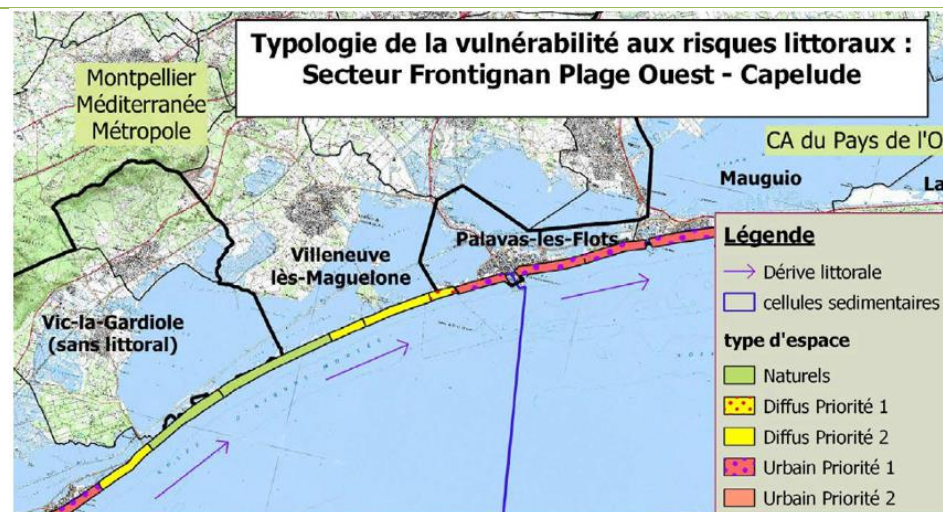 Typologie de la vulnérabilité aux risques littoraux :
Secteur Frontignan Plage Ouest - Capelude
Montpellier
Méditerranée
Métropole
CA du Pays de l'O
Mauguio
La
Palavas-les-Flots
Villeneuve
lès-Maguelone
Vic-la-Gardiole
(sans littoral)
Légende
Dérive littorale
cellules sedimentaires
type d'espace
Naturels
Diffus Priorité 1
Diffus Priorité 2
Urbain Priorité 1
Urbain Priorité 2